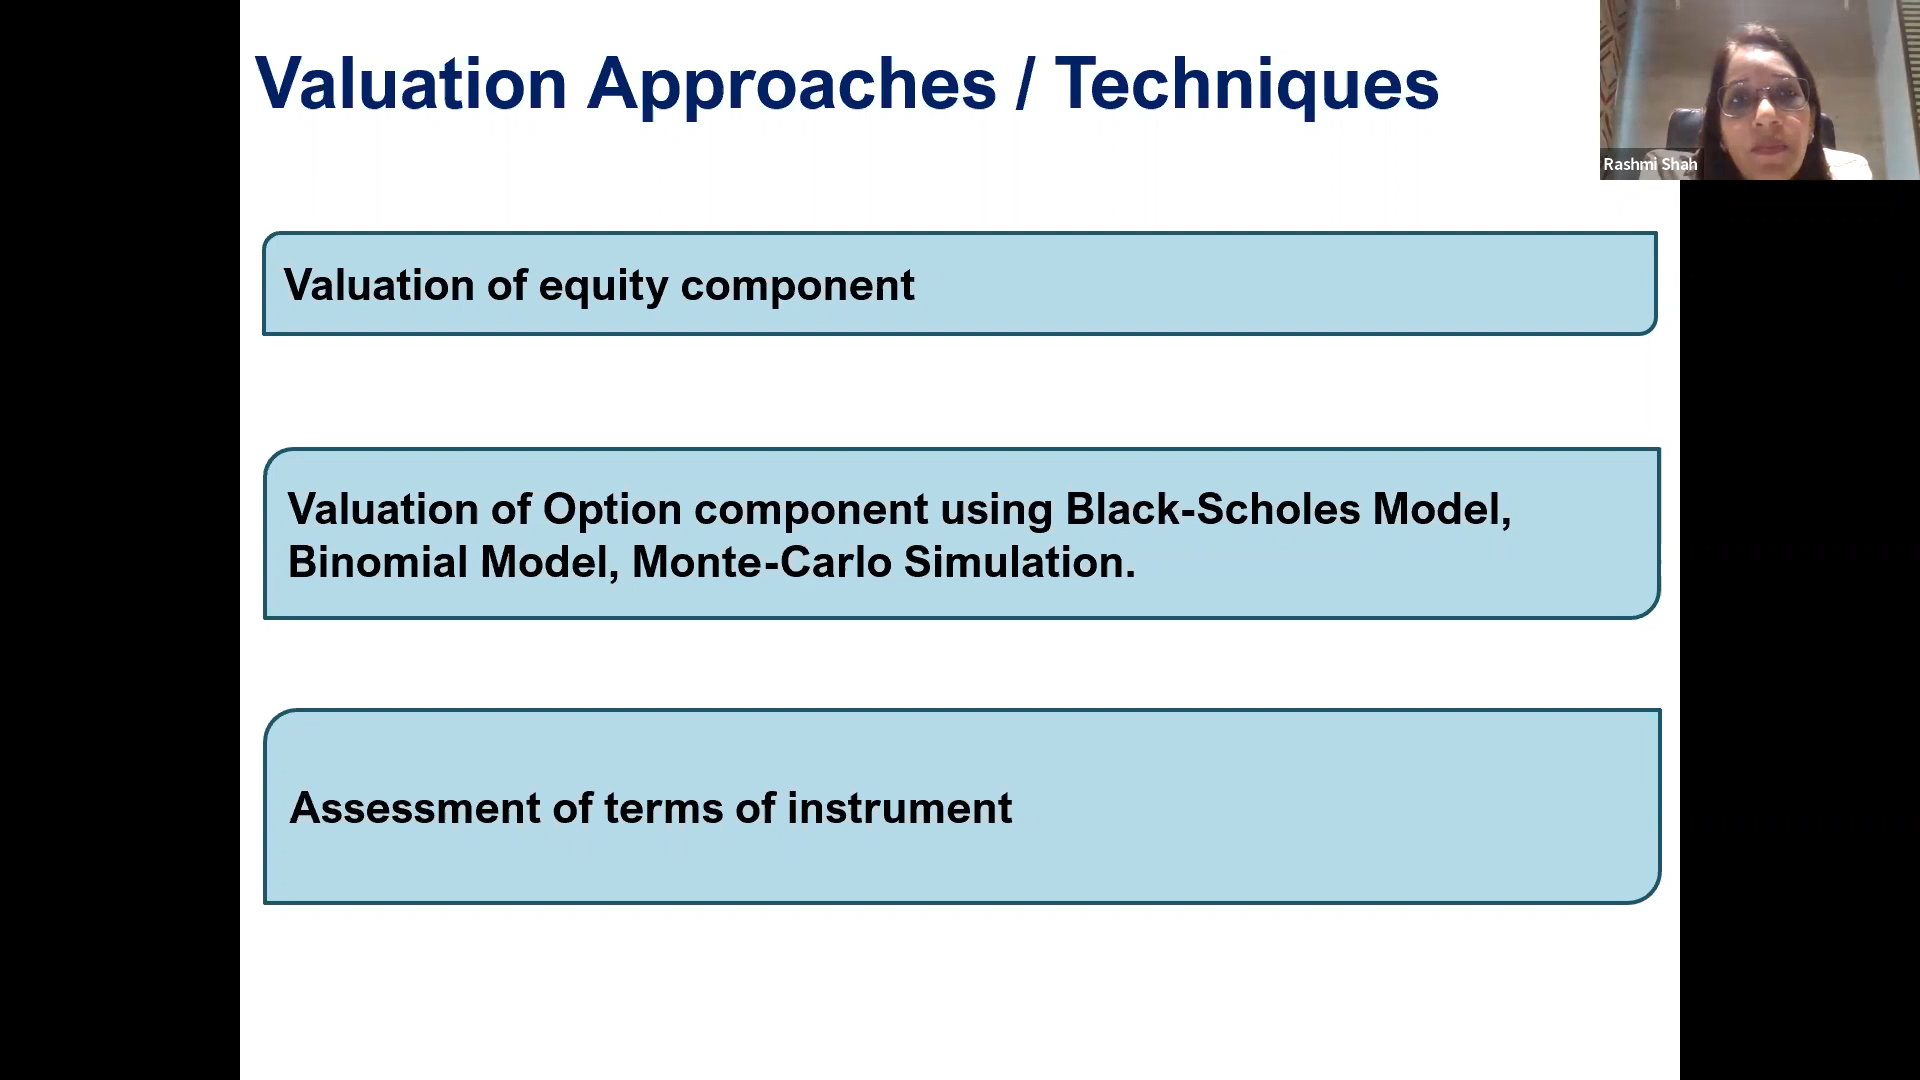 Valuation Approaches / Techniques
Rashmi Shah
Valuation of equity component
Valuation of Option component using Black-Scholes Model,
Binomial Model, Monte-Carlo Simulation.
Assessment of terms of instrument